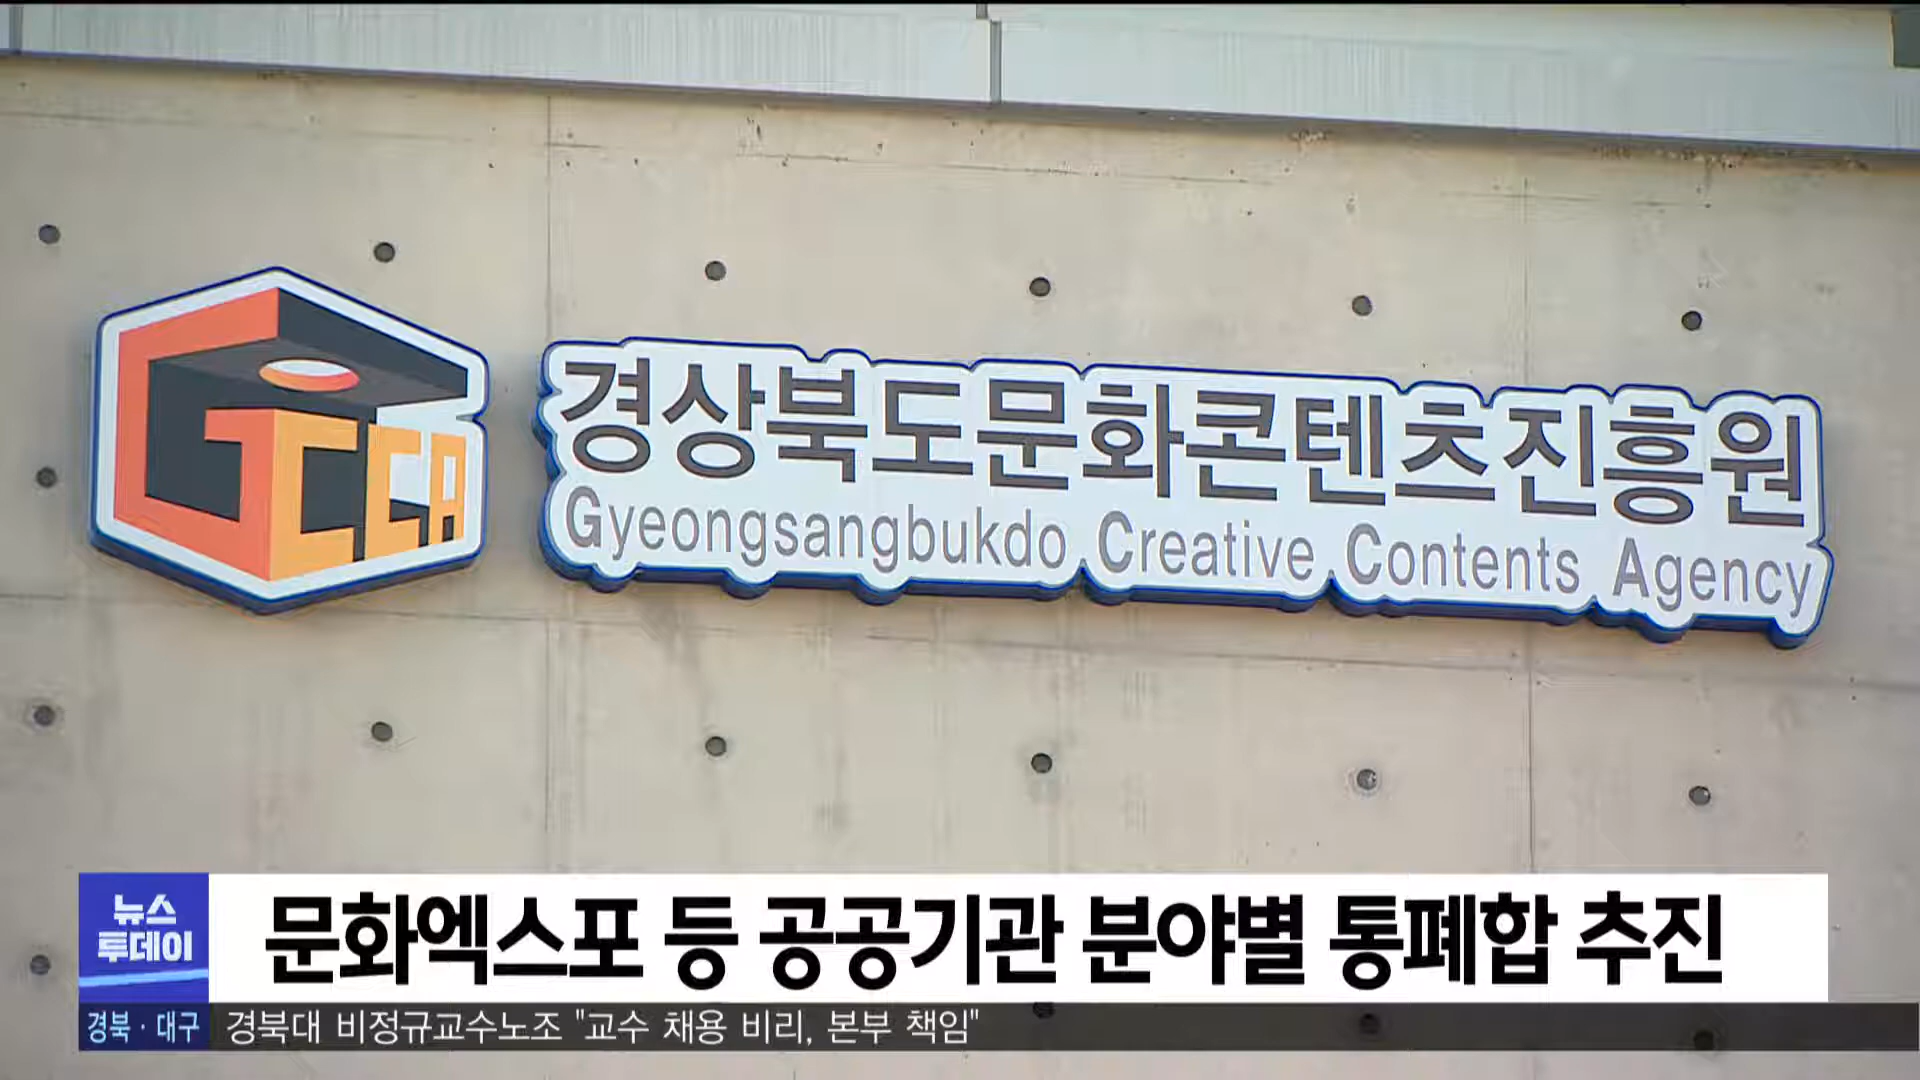 GCCA
경상북도문화콘텐츠진흥원
Gyeongsangbukdo Creative Contents Agency
뉴스
투데이
문화엑스포 등 공공기관 분야별 통폐합 추진
경북·대구
경북대 비정규교수노조 "교수 채용 비리, 본부 책임"